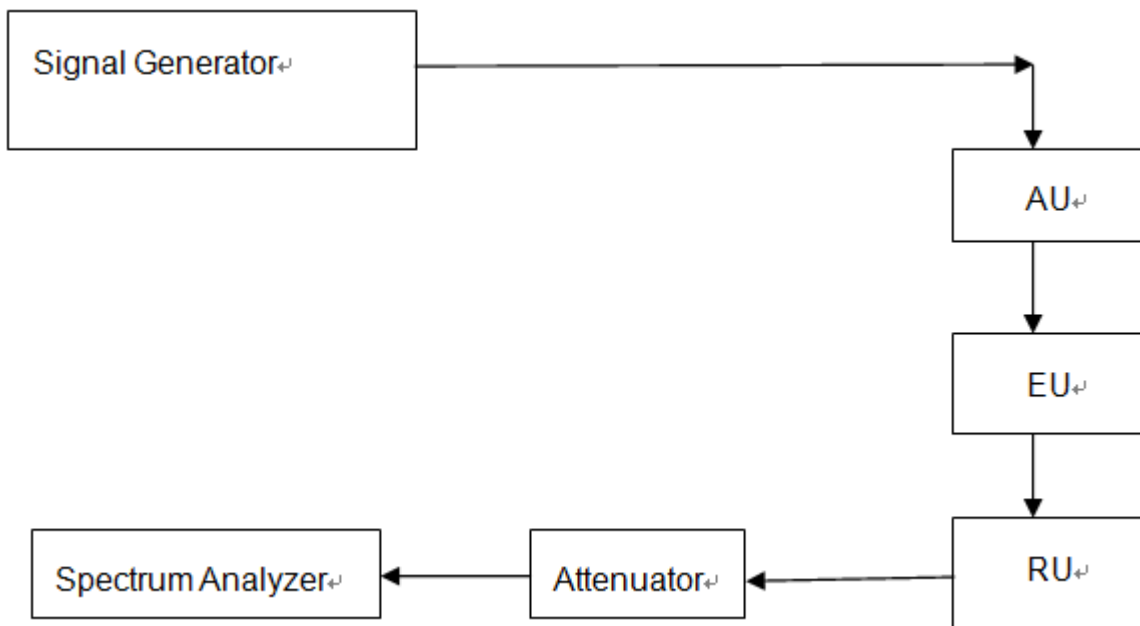 Signal Generator
AU
EU
RU
Attenuator
Spectrum Analyzer